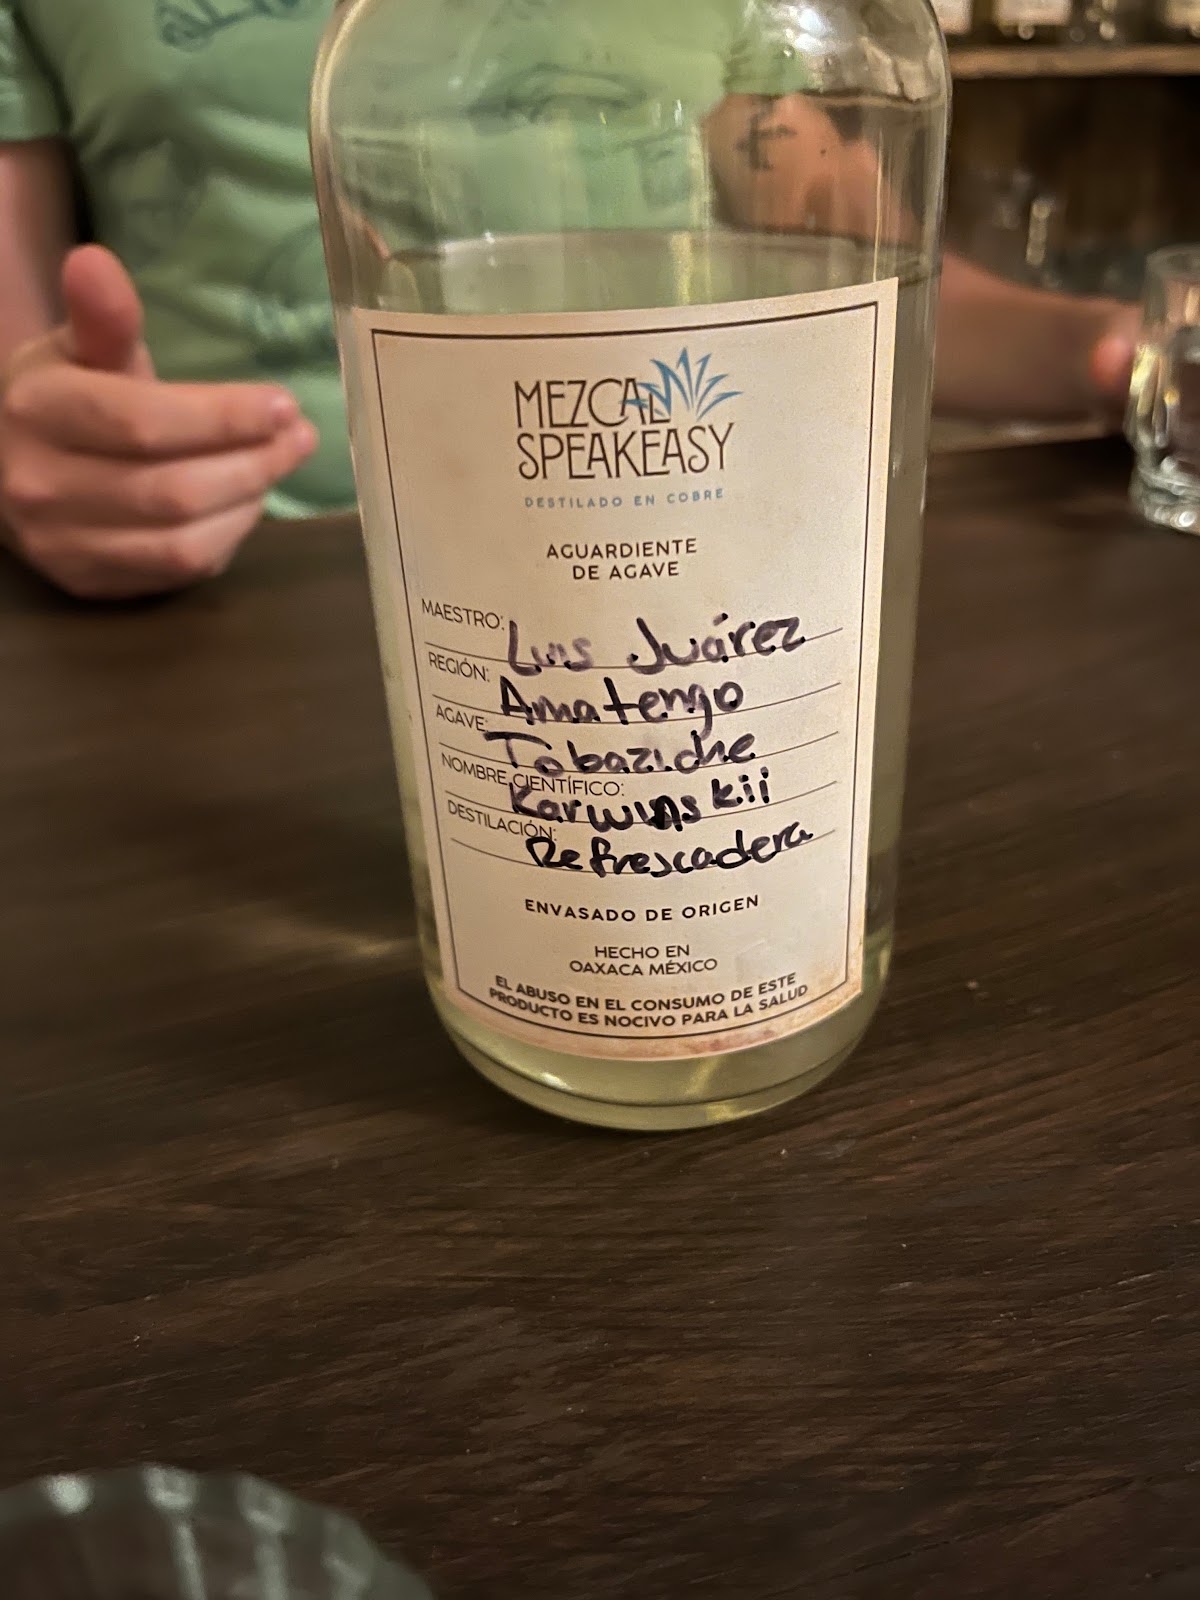 MEZCAL
SPEAKEASY
DESTILADO EN COBRE
AGUARDIENTE
DE AGAVE
MAESTRO: Luis Juárez
REGIÓN: Amatengo
AGAVE: Tobaziche
NOMBRE CIENTÍFICO: Karwinskii
DESTILACIÓN: Refrescadera
ENVASADO DE ORIGEN
HECHO EN
OAXACA MÉXICO
EL ABUSO EN EL CONSUMO DE ESTE
PRODUCTO ES NOCIVO PARA LA SALUD